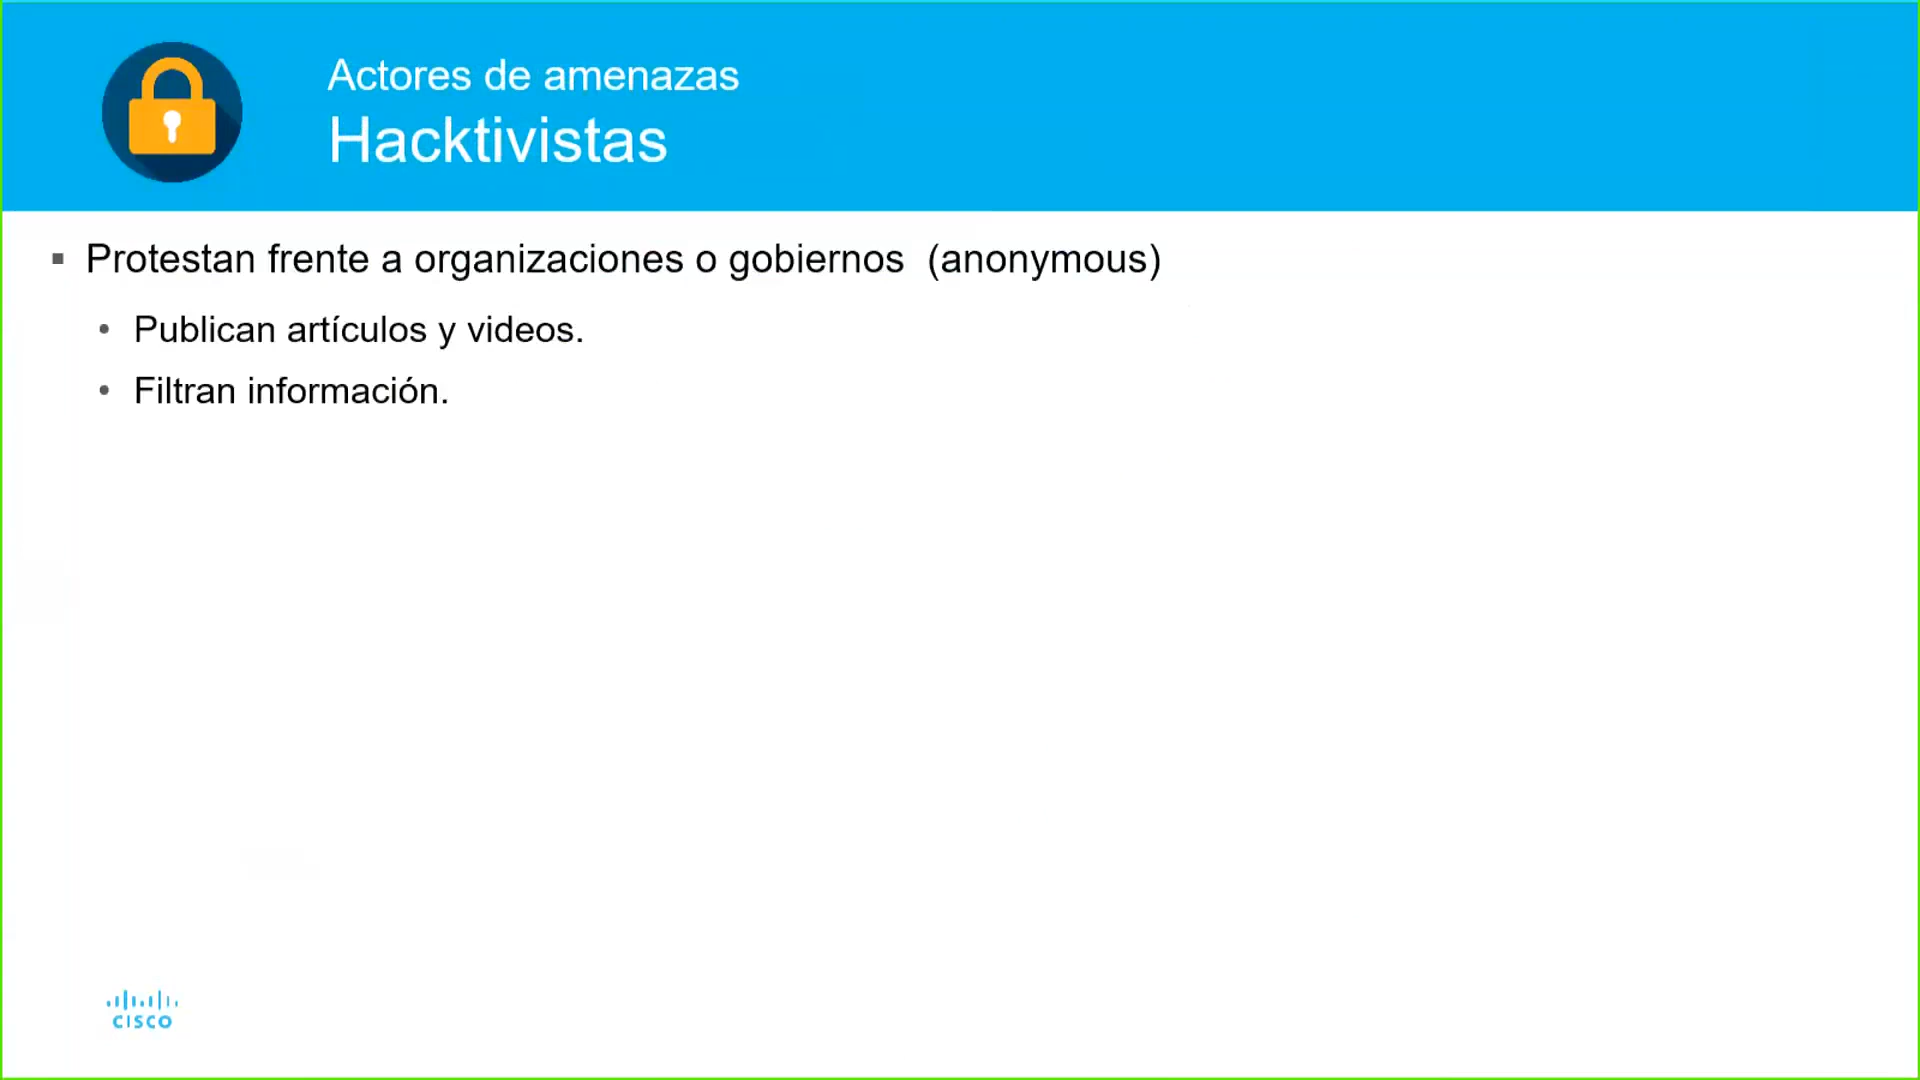 Actores de amenazas
Hacktivistas
▪ Protestan frente a organizaciones o gobiernos  (anonymous)
• Publican artículos y videos.
• Filtran información.
CISCO